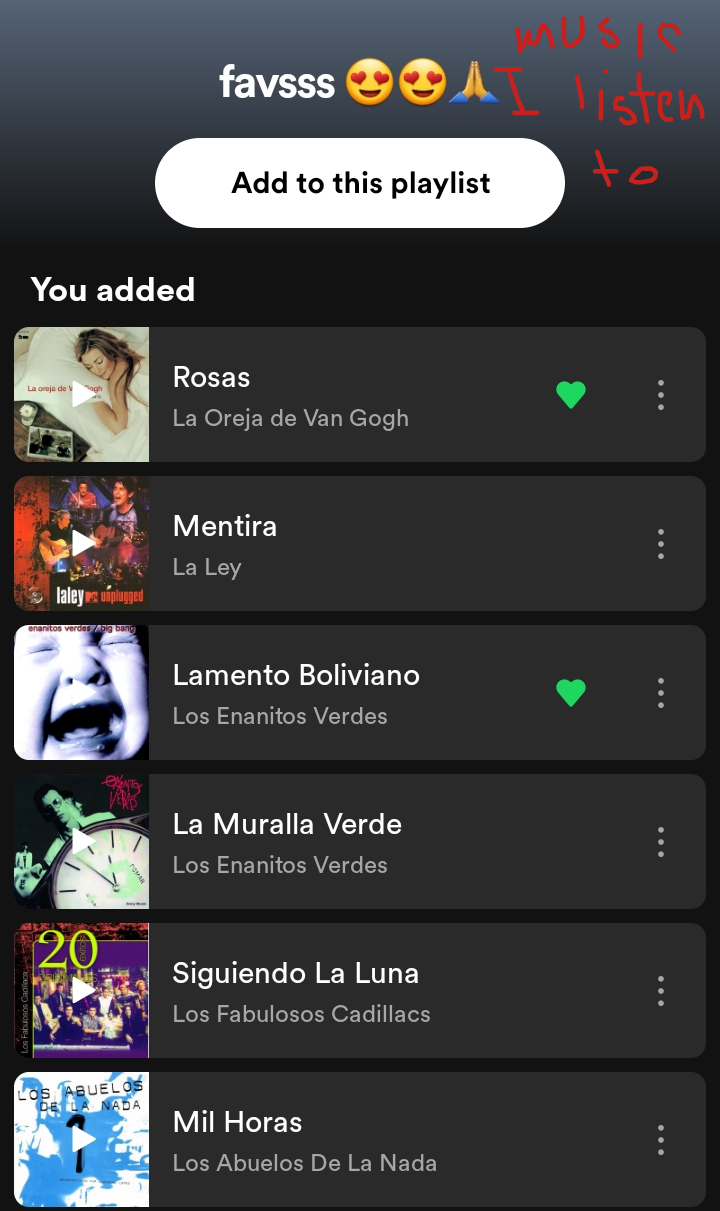 music
favsss 😍😍🙏
I listen
to
Add to this playlist
You added
La oreja de Van Gogh
Rosas
La Oreja de Van Gogh
laley unplugged
Mentira
La Ley
enanitos verdes / big bang
Lamento Boliviano
Los Enanitos Verdes
ENANITOS
VERDES
La Muralla Verde
Los Enanitos Verdes
20
Los Fabulosos Cadillacs
Siguiendo La Luna
Los Fabulosos Cadillacs
LOS ABUELOS
DE LA NADA
1
Mil Horas
Los Abuelos De La Nada